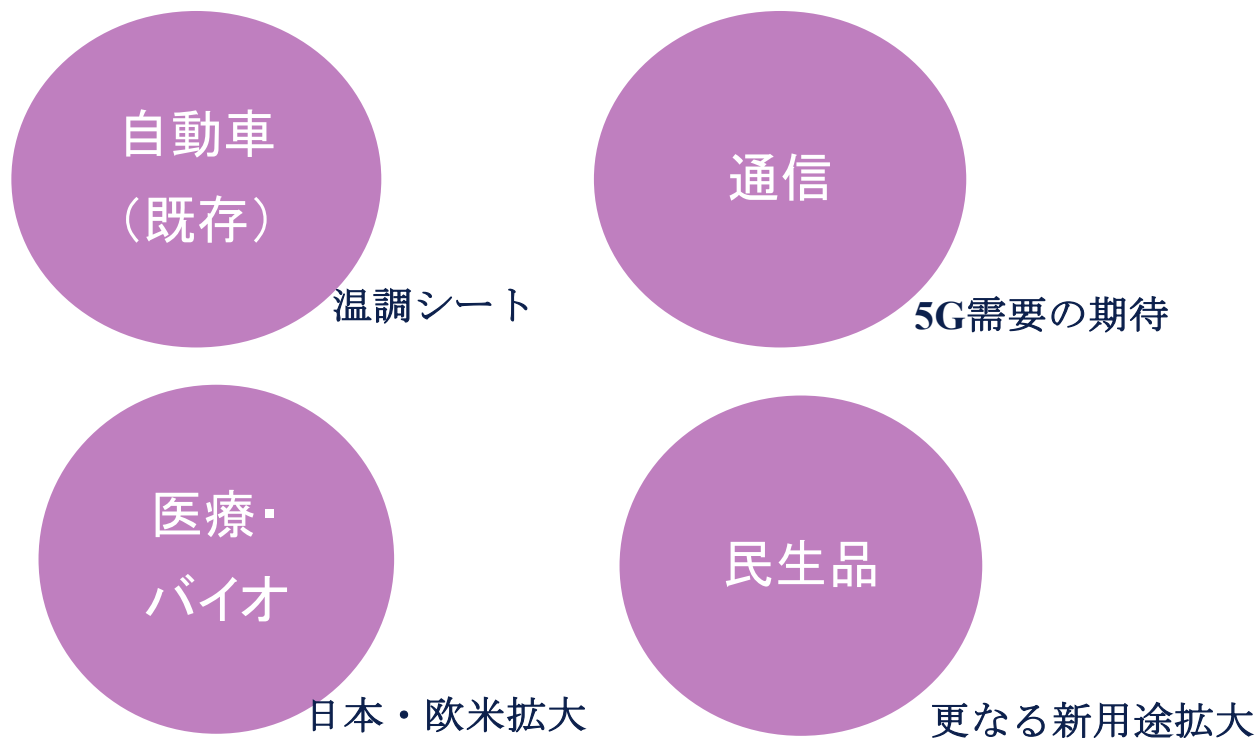 自動車
（既存）
温調シート
通信
5G需要の期待
医療・
バイオ
日本・欧米拡大
民生品
更なる新用途拡大